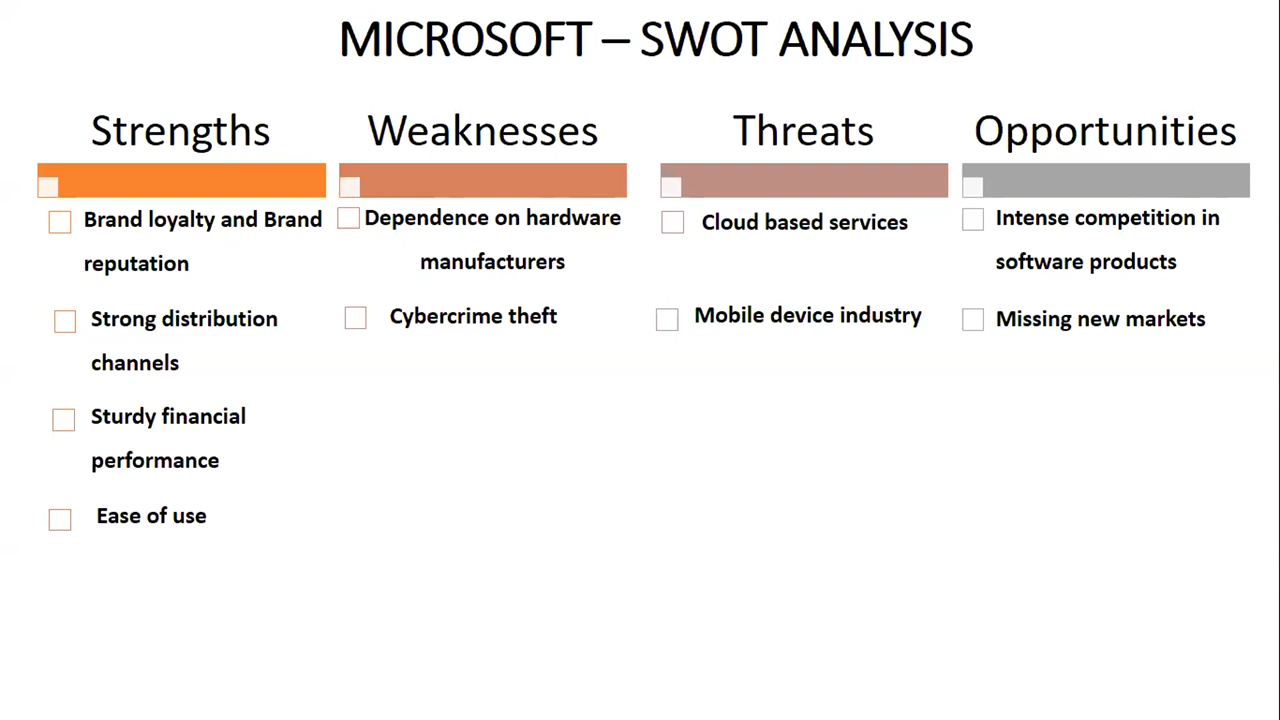 MICROSOFT – SWOT ANALYSIS
Strengths
Brand loyalty and Brand
reputation
Strong distribution
channels
Sturdy financial
performance
Ease of use
Weaknesses
Dependence on hardware
manufacturers
Cybercrime theft
Threats
Cloud based services
Mobile device industry
Opportunities
Intense competition in
software products
Missing new markets